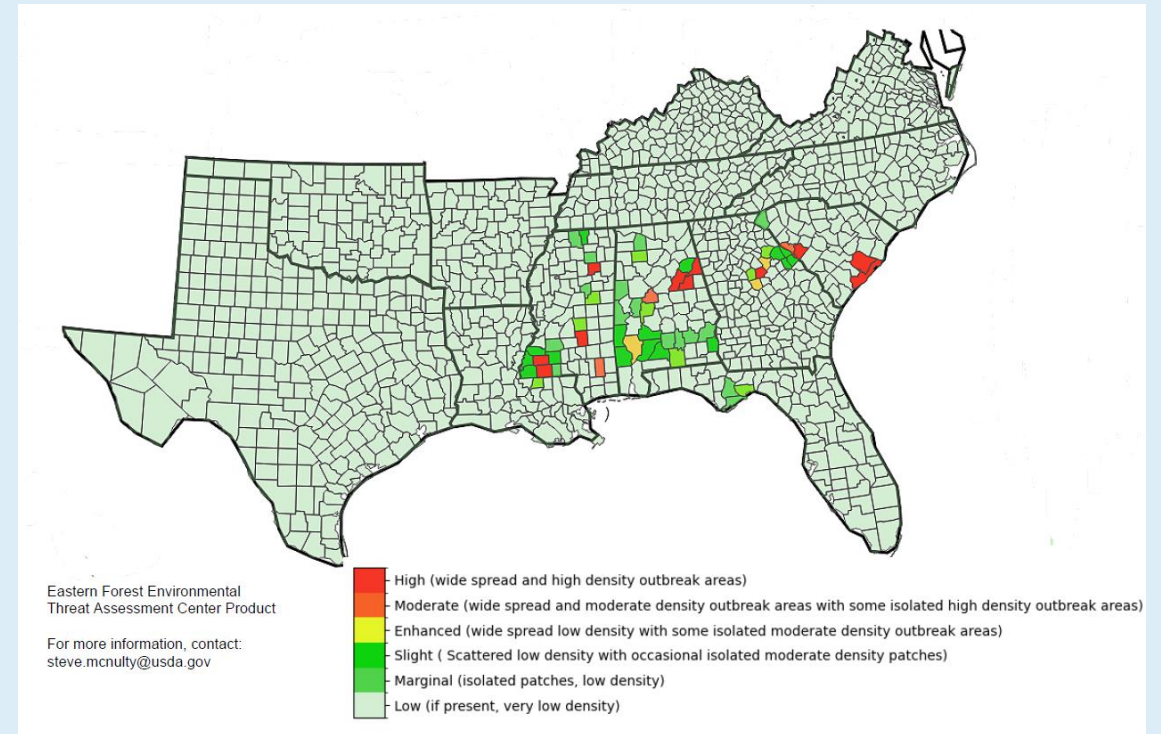 Eastern Forest Environmental
Threat Assessment Center Product
For more information, contact:
steve.mcnulty@usda.gov
High (wide spread and high density outbreak areas)
Moderate (wide spread and moderate density outbreak areas with some isolated high density outbreak areas)
Enhanced (wide spread low density with some isolated moderate density outbreak areas)
Slight ( Scattered low density with occasional isolated moderate density patches)
Marginal (isolated patches, low density)
Low (if present, very low density)